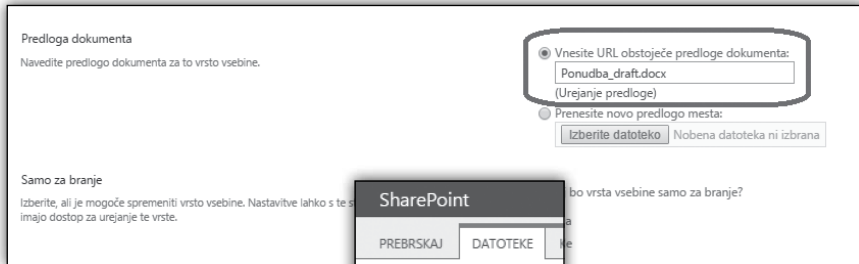 Predloga dokumenta
Navedite predlogo dokumenta za to vrsto vsebine.
Vnesite URL obstoječe predloge dokumenta:
Ponudba_draft.docx
(Urejanje predloge)
Prenesite novo predlogo mesta:
Izberite datoteko Nobena datoteka ni izbrana
Samo za branje
Izberite, ali je mogoče spremeniti vrsto vsebine. Nastavitve lahko s te s
imajo dostop za urejanje te vrste.
bo vrsta vsebine samo za branje?
SharePoint
PREBRSKAJ DATOTEKE